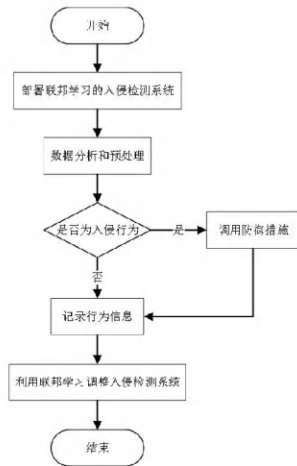 开始
部署联邦学习的入侵检测系统
数据分析和预处理
是否为入侵行为
是
调用防御措施
否
记录行为信息
利用联邦学习调整入侵检测系统
结束